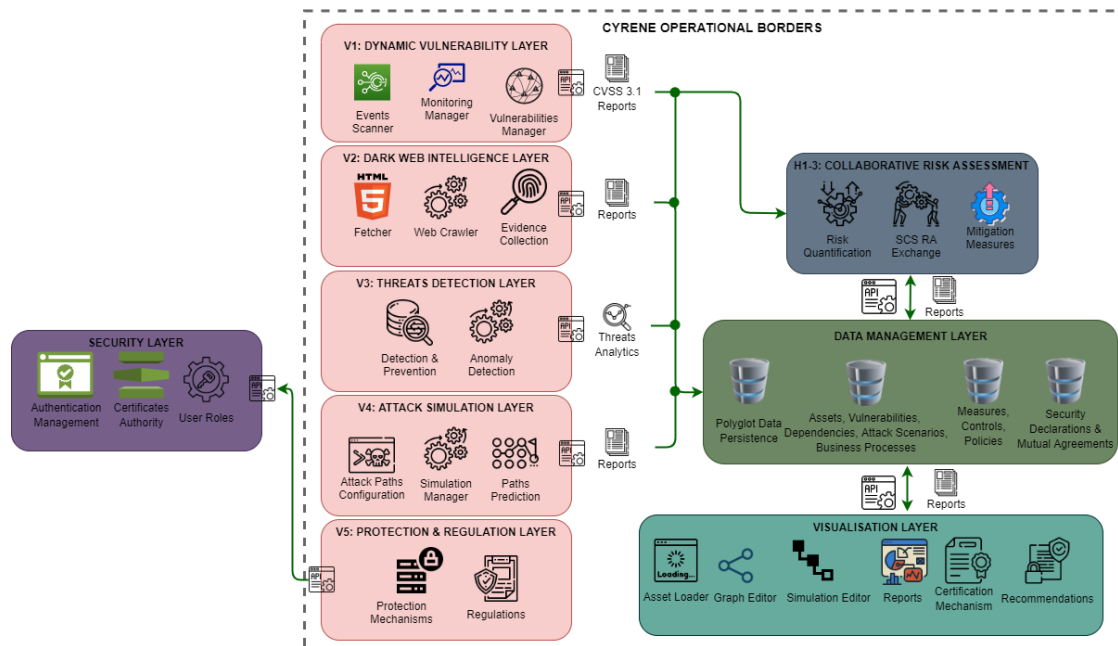 CYRENE OPERATIONAL BORDERS
V1: DYNAMIC VULNERABILITY LAYER
Events
Scanner
Monitoring
Manager
Vulnerabilities
Manager
API
CVSS 3.1
Reports
V2: DARK WEB INTELLIGENCE LAYER
HTML
5
Fetcher
Web Crawler
Evidence
Collection
API
Reports
V3: THREATS DETECTION LAYER
Detection &
Prevention
Anomaly
Detection
API
Threats
Analytics
V4: ATTACK SIMULATION LAYER
Attack Paths
Configuration
Simulation
Manager
Paths
Prediction
API
Reports
V5: PROTECTION & REGULATION LAYER
Protection
Mechanisms
Regulations
API
SECURITY LAYER
Authentication
Management
Certificates
Authority
User Roles
API
H1-3: COLLABORATIVE RISK ASSESSMENT
Risk
Quantification
SCS RA
Exchange
Mitigation
Measures
API
Reports
DATA MANAGEMENT LAYER
Polyglot Data
Persistence
Assets, Vulnerabilities,
Dependencies, Attack Scenarios,
Business Processes
Measures,
Controls,
Policies
Security
Declarations &
Mutual Agreements
API
Reports
VISUALISATION LAYER
Loading...
Asset Loader
Graph Editor
Simulation Editor
Reports
Certification
Mechanism
Recommendations